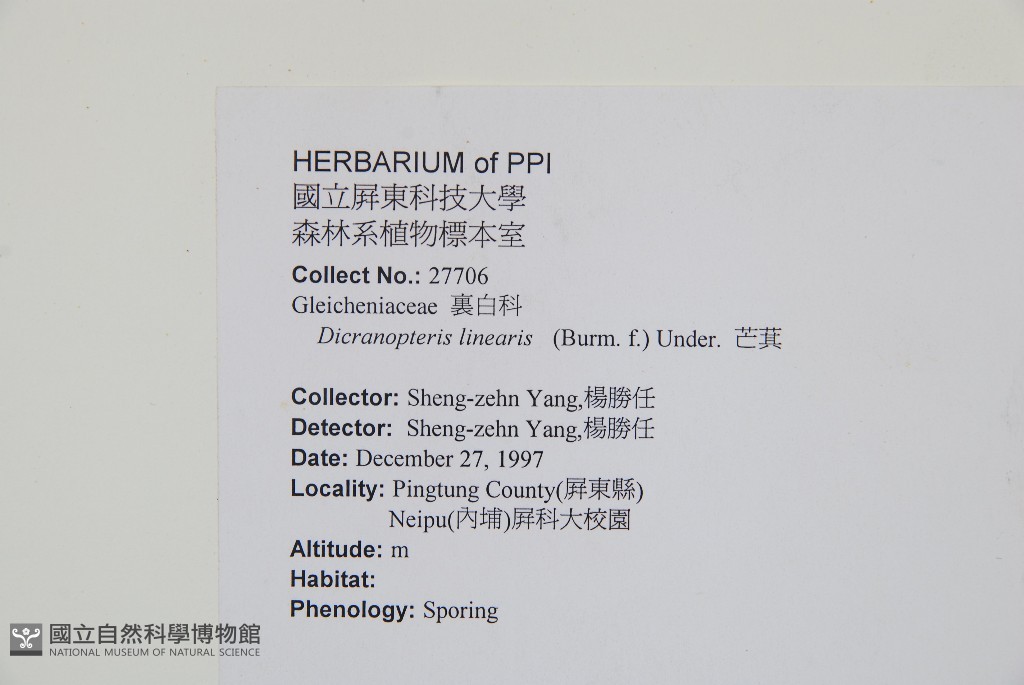 HERBARIUM of PPI
國立屏東科技大學
森林系植物標本室
Collect No.: 27706
Gleicheniaceae 裏白科
Dicranopteris linearis (Burm. f.) Under. 芒萁
Collector: Sheng-zehn Yang,楊勝任
Detector: Sheng-zehn Yang,楊勝任
Date: December 27, 1997
Locality: Pingtung County(屏東縣)
Neipu(內埔)屏科大校園
Altitude: m
Habitat:
Phenology: Sporing
國立自然科學博物館
NATIONAL MUSEUM OF NATURAL SCIENCE